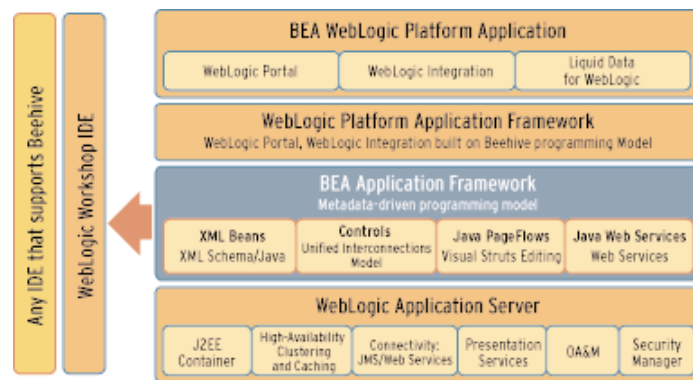 Any IDE that supports Beehive
WebLogic Workshop IDE
BEA WebLogic Platform Application
WebLogic Portal
WebLogic Integration
Liquid Data
for WebLogic
WebLogic Platform Application Framework
WebLogic Portal, WebLogic Integration built on Beehive programming Model
BEA Application Framework
Metadata-driven programming model
XML Beans
XML Schema/Java
Controls
Unified Interconnections
Model
Java PageFlows
Visual Struts Editing
Java Web Services
Web Services
WebLogic Application Server
J2EE
Container
High-Availability
Clustering
and Caching
Connectivity:
JMS/Web Services
Presentation
Services
OA&M
Security
Manager